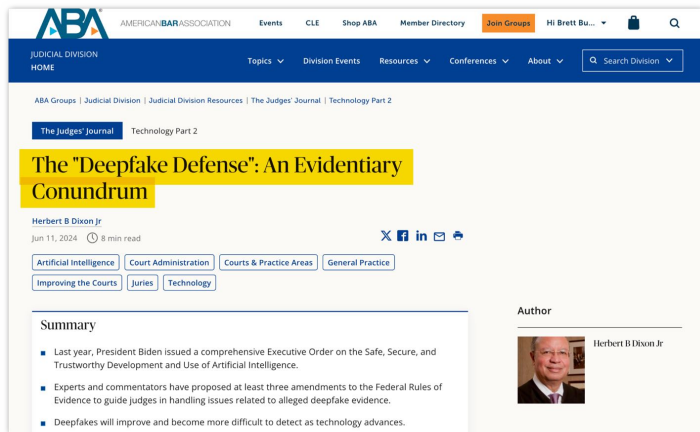 ABA AMERICANBARASSOCIATION Events CLE Shop ABA Member Directory Join Groups Hi Brett Bu...
JUDICIAL DIVISION
HOME
Topics Division Events Resources Conferences About Search Division
ABA Groups | Judicial Division | Judicial Division Resources | The Judges' Journal | Technology Part 2
The Judges' Journal Technology Part 2
The "Deepfake Defense": An Evidentiary
Conundrum
Herbert B Dixon Jr
Jun 11, 2024 8 min read
Artificial Intelligence Court Administration Courts & Practice Areas General Practice
Improving the Courts Juries Technology
Summary
Last year, President Biden issued a comprehensive Executive Order on the Safe, Secure, and
Trustworthy Development and Use of Artificial Intelligence.
Experts and commentators have proposed at least three amendments to the Federal Rules of
Evidence to guide judges in handling issues related to alleged deepfake evidence.
Deepfakes will improve and become more difficult to detect as technology advances.
Author
Herbert B Dixon Jr